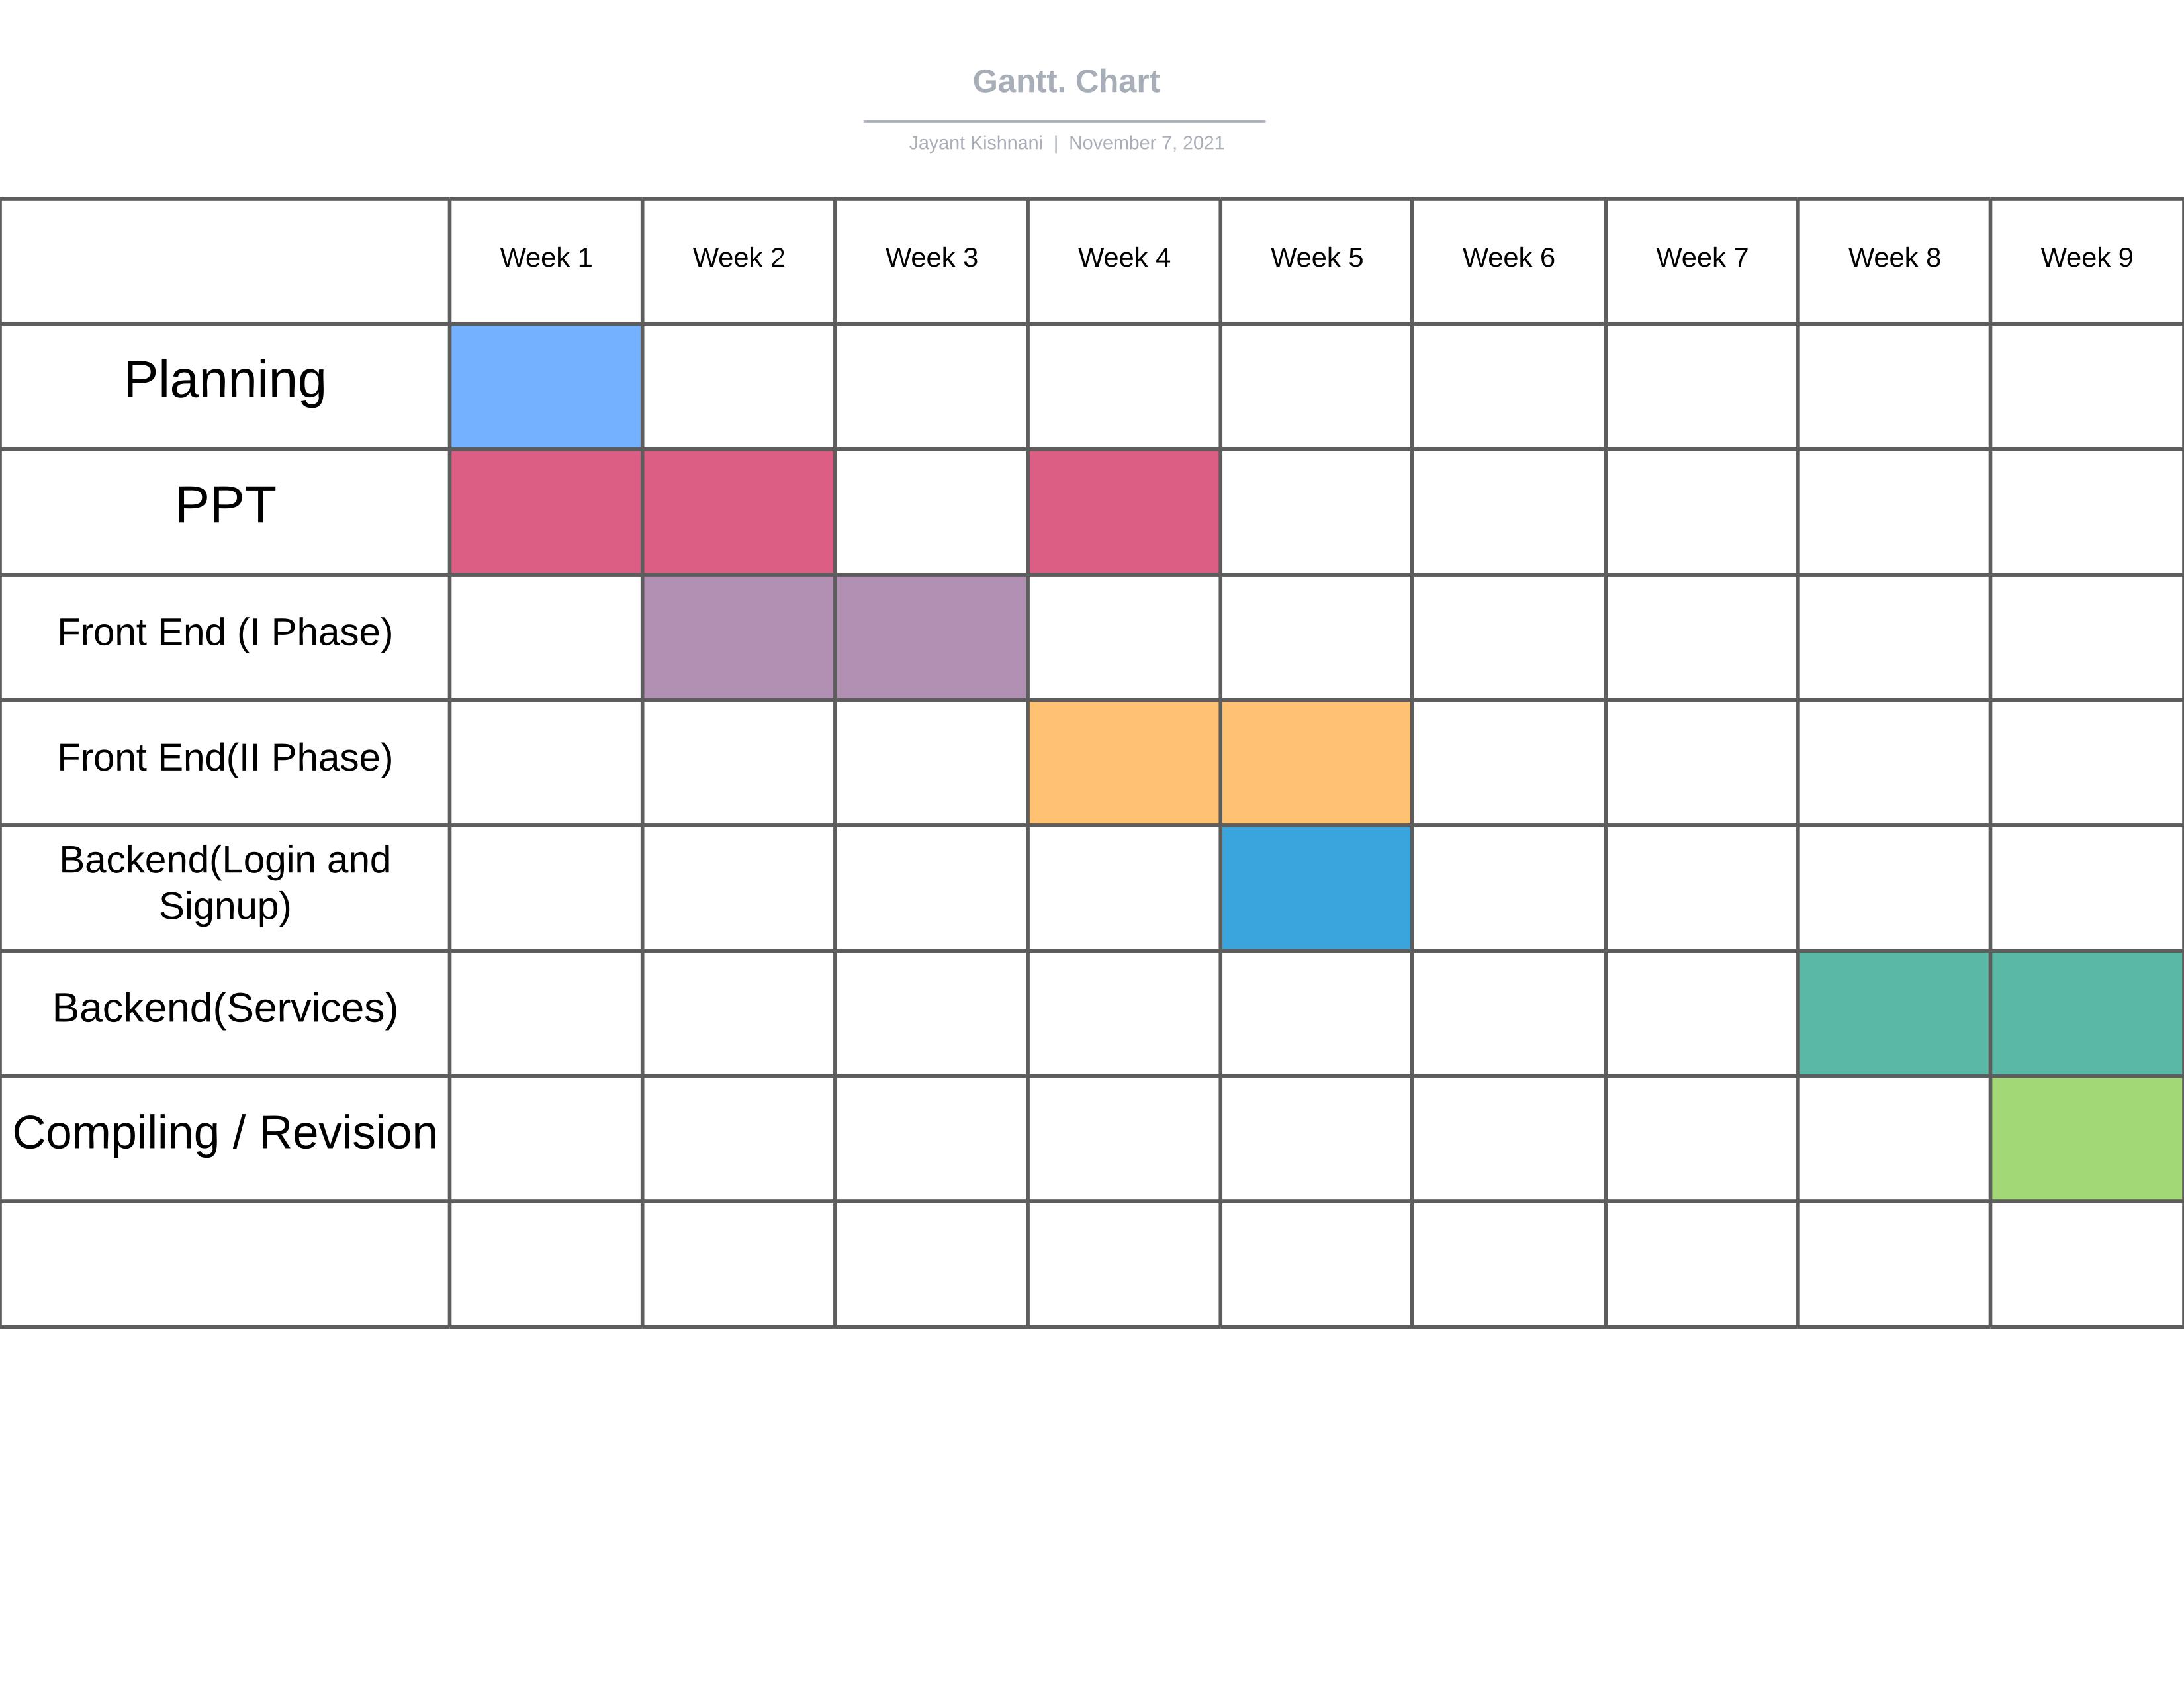 Gantt. Chart
Jayant Kishnani | November 7, 2021
Week 1 Week 2 Week 3 Week 4 Week 5 Week 6 Week 7 Week 8 Week 9
Planning
PPT
Front End (I Phase)
Front End(II Phase)
Backend(Login and
Signup)
Backend(Services)
Compiling / Revision